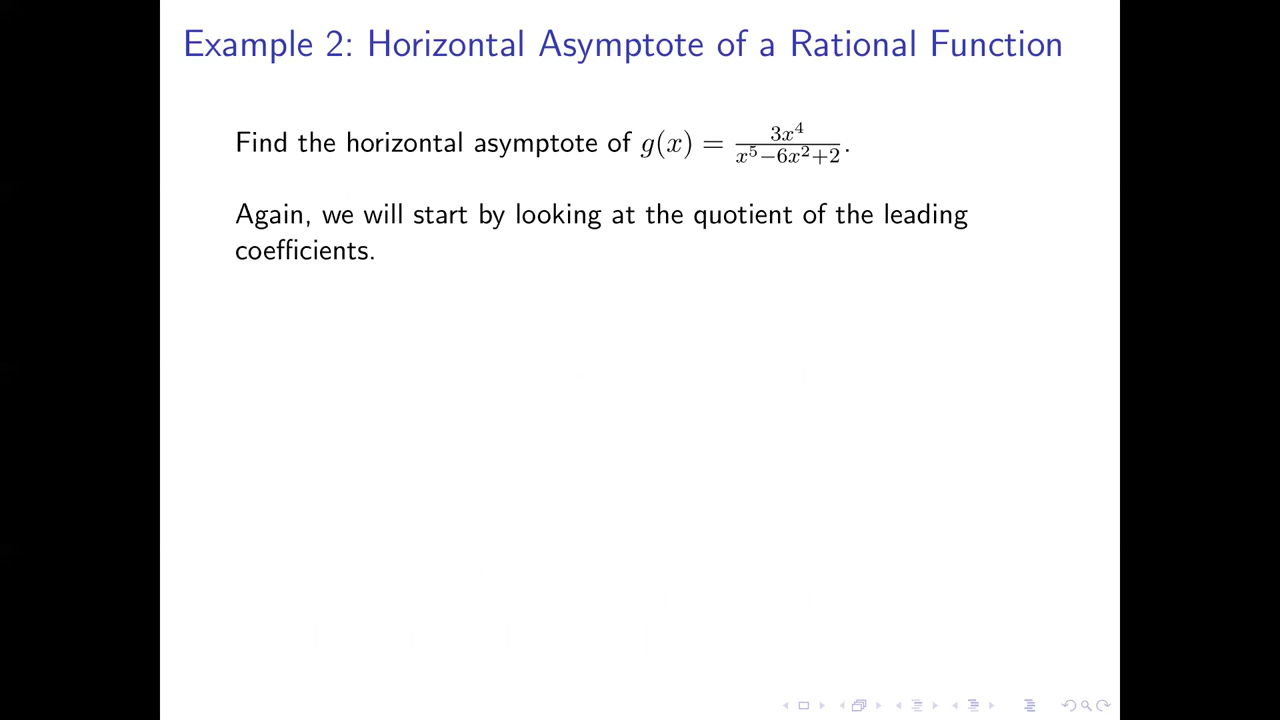 Example 2: Horizontal Asymptote of a Rational Function
Find the horizontal asymptote of g(x) = 3x^4/(x^5−6x^2+2).
Again, we will start by looking at the quotient of the leading
coefficients.